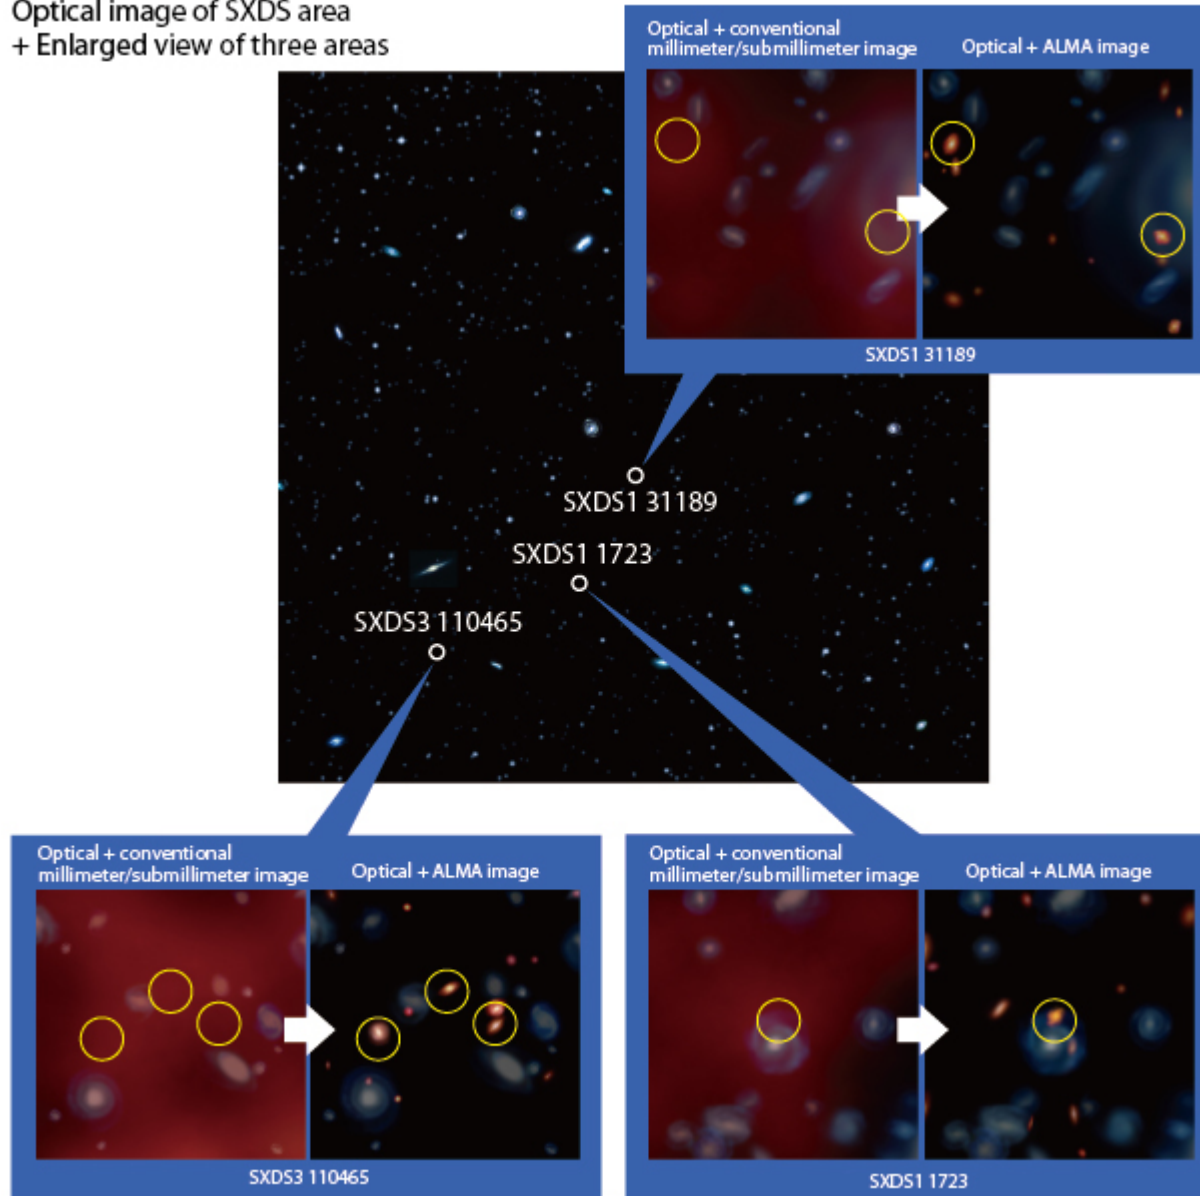 Optical image of SXDS area
+ Enlarged view of three areas
Optical + conventional
millimeter/submillimeter image
Optical + ALMA image
SXDS1 31189
SXDS1 31189
SXDS1 1723
SXDS3 110465
Optical + conventional
millimeter/submillimeter image
Optical + ALMA image
SXDS3 110465
Optical + conventional
millimeter/submillimeter image
Optical + ALMA image
SXDS1 1723